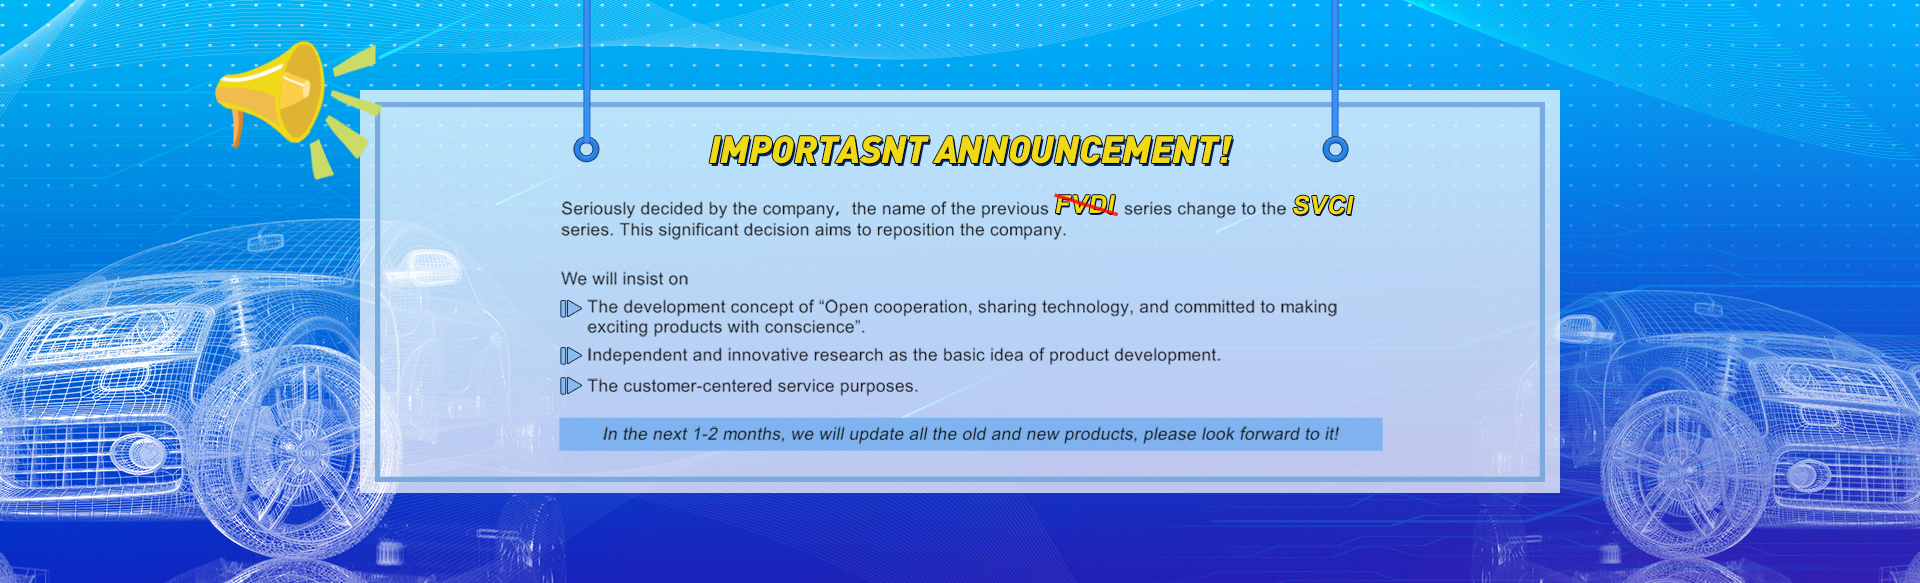 IMPORTASNT ANNOUNCEMENT!
Seriously decided by the company,  the name of the previous FVDI series change to the SVCI
series. This significant decision aims to reposition the company.
We will insist on
The development concept of “Open cooperation, sharing technology, and committed to making
exciting products with conscience”.
Independent and innovative research as the basic idea of product development.
The customer-centered service purposes.
In the next 1-2 months, we will update all the old and new products, please look forward to it!